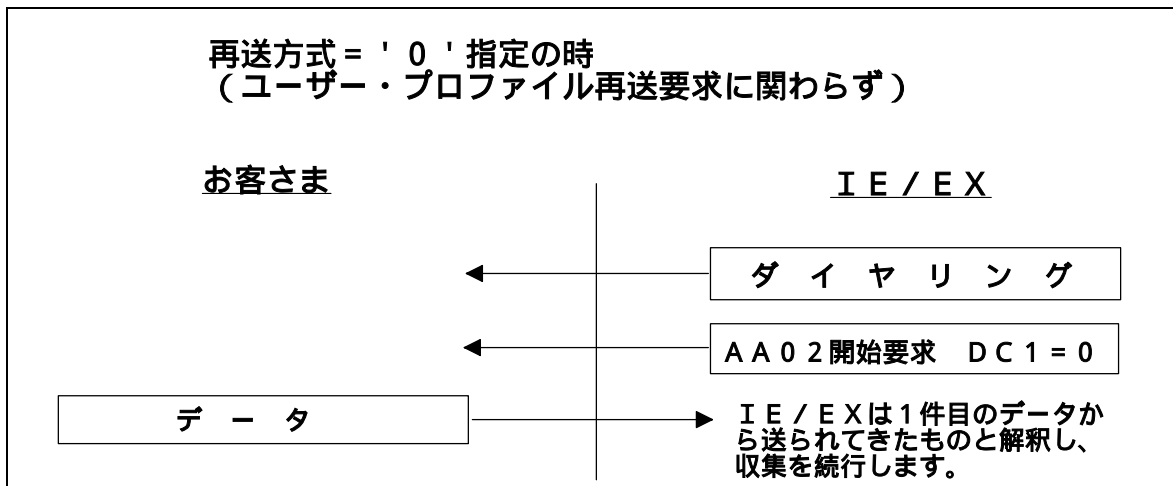 再送方式＝＇０＇指定の時
（ユーザー・プロファイル再送要求に関わらず）
お客さま
ＩＥ／ＥＸ
ダイヤリング
ＡＡ０２開始要求　ＤＣ１＝０
データ
ＩＥ／ＥＸは１件目のデータか
ら送られてきたものと解釈し、
収集を続行します。